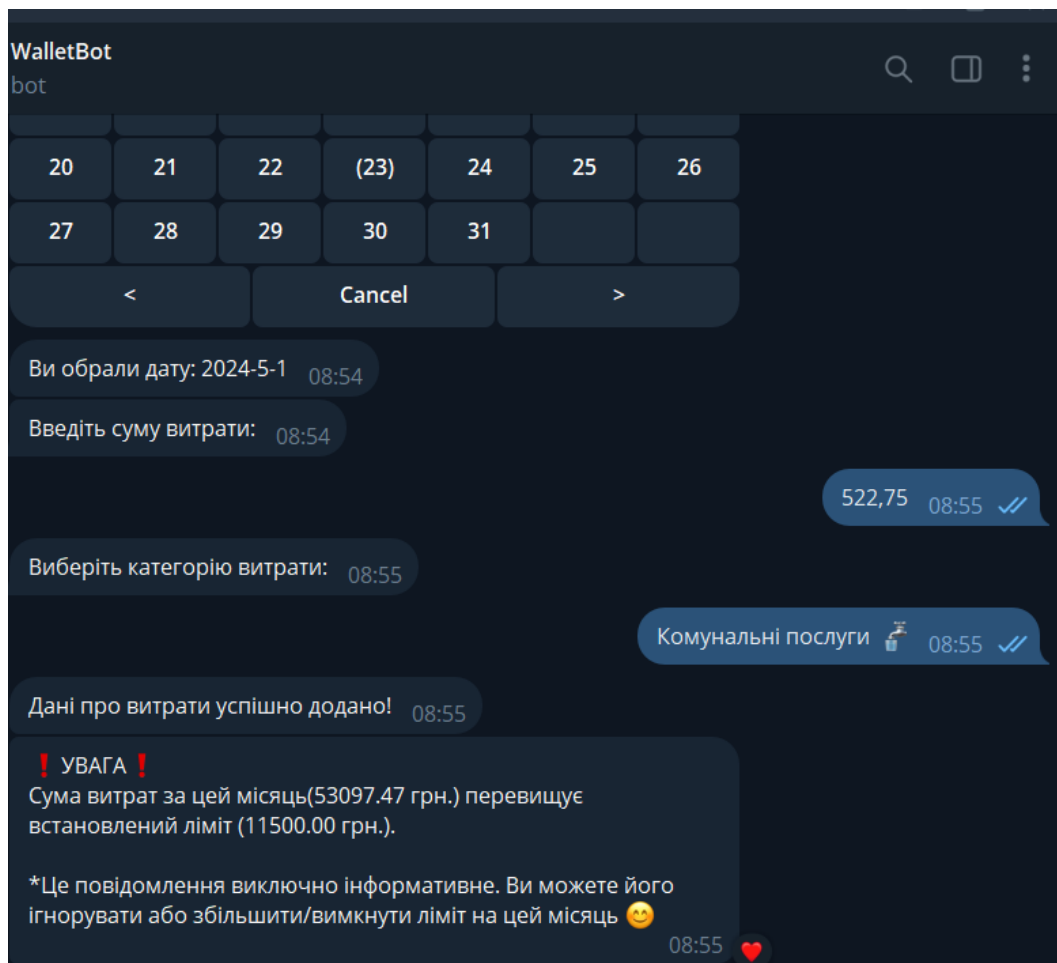 WalletBot
bot
20 21 22 (23) 24 25 26
27 28 29 30 31
< Cancel >
Ви обрали дату: 2024-5-1 08:54
Введіть суму витрати: 08:54
522,75 08:55
Виберіть категорію витрати: 08:55
Комунальні послуги 🚰 08:55
Дані про витрати успішно додано! 08:55
❗ УВАГА ❗
Сума витрат за цей місяць(53097.47 грн.) перевищує
встановлений ліміт (11500.00 грн.).
*Це повідомлення виключно інформативне. Ви можете його
ігнорувати або збільшити/вимкнути ліміт на цей місяць 😊
08:55